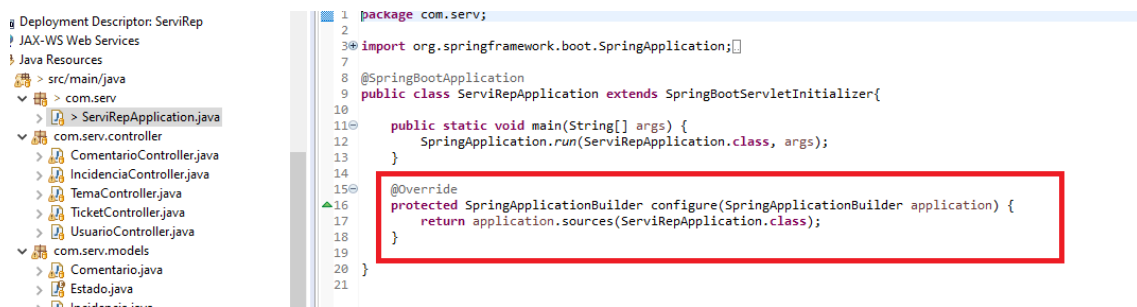 Deployment Descriptor: ServiRep
JAX-WS Web Services
Java Resources
> src/main/java
> com.serv
> ServiRepApplication.java
com.serv.controller
ComentarioController.java
IncidenciaController.java
TemaController.java
TicketController.java
UsuarioController.java
com.serv.models
Comentario.java
Estado.java
1 package com.serv;
2
3 import org.springframework.boot.SpringApplication;
7
8 @SpringBootApplication
9 public class ServiRepApplication extends SpringBootServletInitializer{
10
11 public static void main(String[] args) {
12 SpringApplication.run(ServiRepApplication.class, args);
13 }
14
15 @Override
16 protected SpringApplicationBuilder configure(SpringApplicationBuilder application) {
17 return application.sources(ServiRepApplication.class);
18 }
19
20 }
21